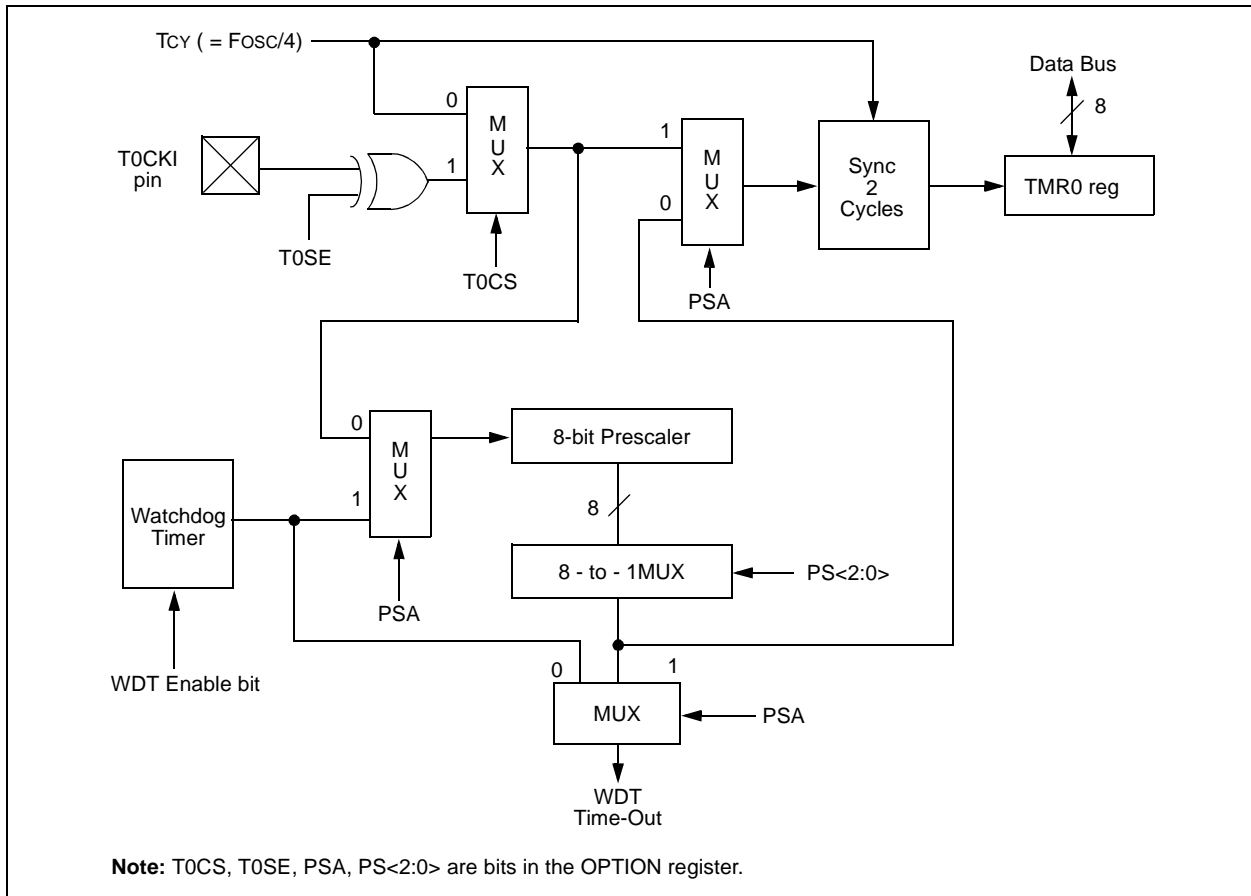 TCY ( = FOSC/4)
Data Bus
0
M
U
X
8
1
M
U
X
T0CKI
pin
1
Sync
2
Cycles
TMR0 reg
0
T0SE
T0CS
PSA
0
M
U
X
8-bit Prescaler
1
8
Watchdog
Timer
8 - to - 1MUX
PS<2:0>
PSA
0
1
WDT Enable bit
MUX
PSA
WDT
Time-Out
Note: T0CS, T0SE, PSA, PS<2:0> are bits in the OPTION register.